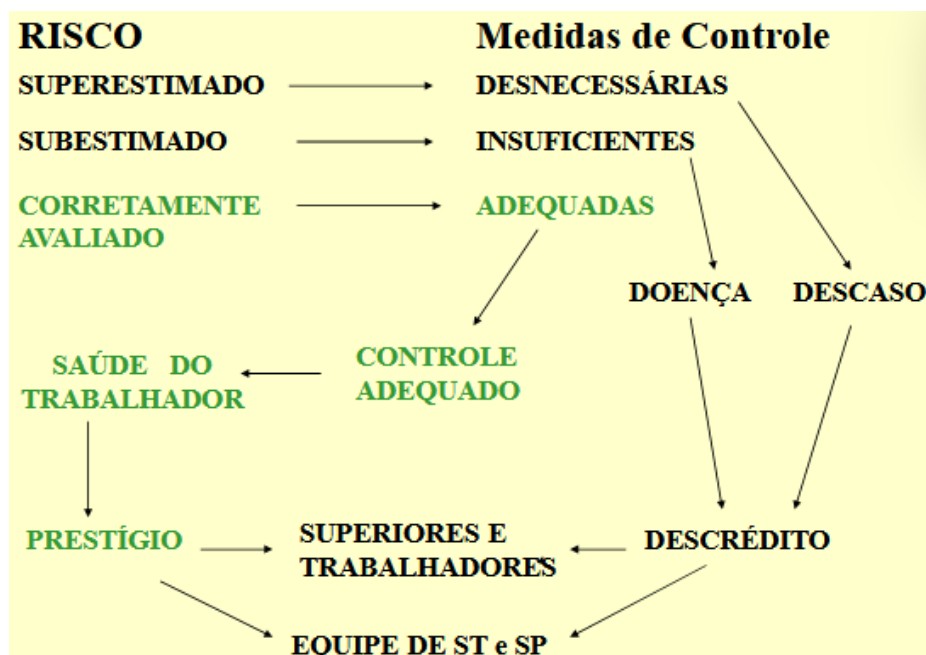 RISCO Medidas de Controle
SUPERESTIMADO DESNECESSÁRIAS
SUBESTIMADO INSUFICIENTES
CORRETAMENTE ADEQUADAS
AVALIADO
DOENÇA DESCASO
SAÚDE DO CONTROLE
TRABALHADOR ADEQUADO
PRESTÍGIO SUPERIORES E DESCRÉDITO
TRABALHADORES
EQUIPE DE ST e SP